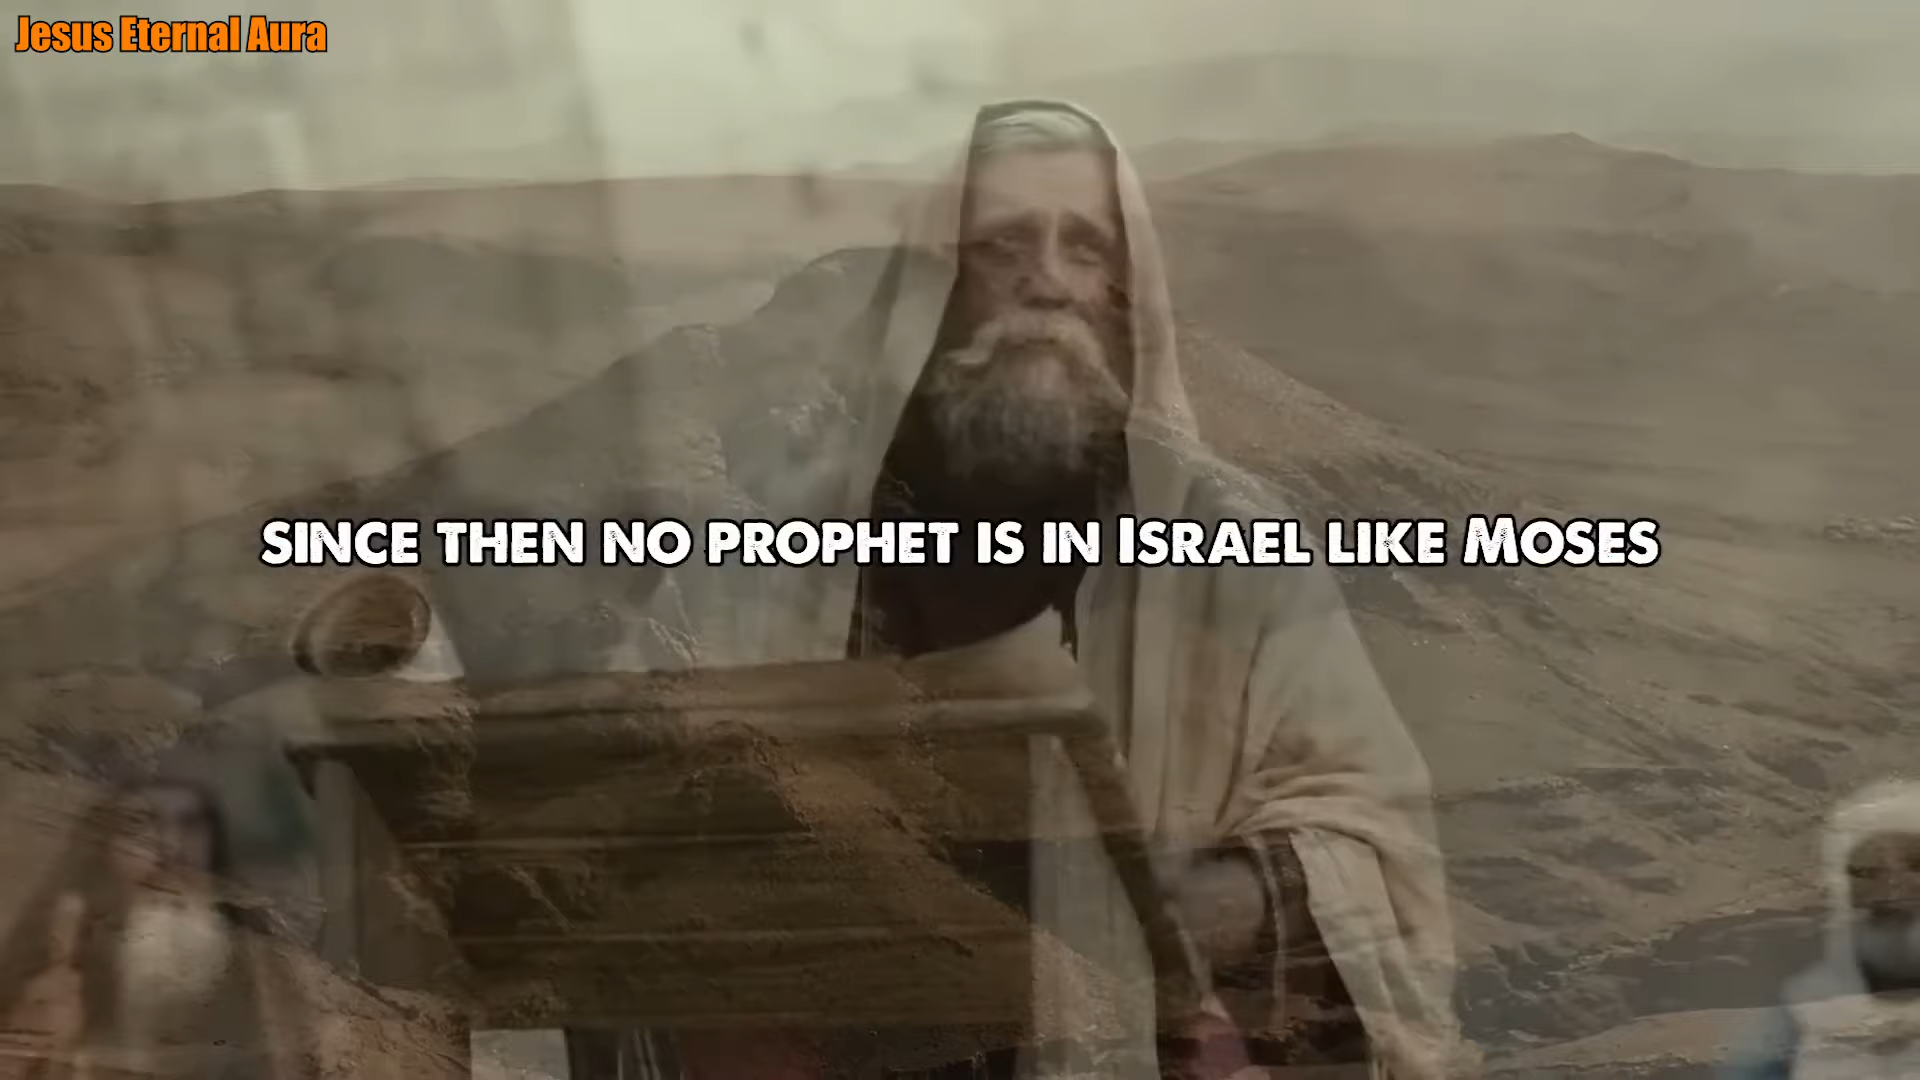 Jesus Eternal Aura
SINCE THEN NO PROPHET IS IN ISRAEL LIKE MOSES